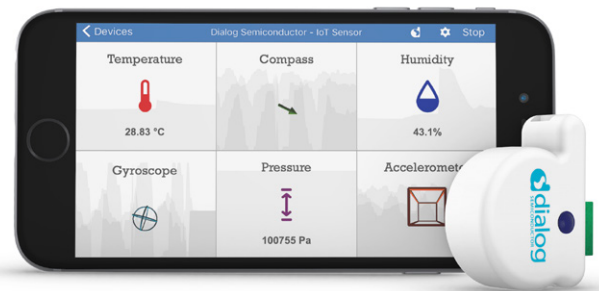 Devices
Dialog Semiconductor - IoT Sensor
Stop
Temperature
Compass
Humidity
28.83 °C
43.1%
Gyroscope
Pressure
Acceleromete
100755 Pa
dialog
SEMICONDUCTOR